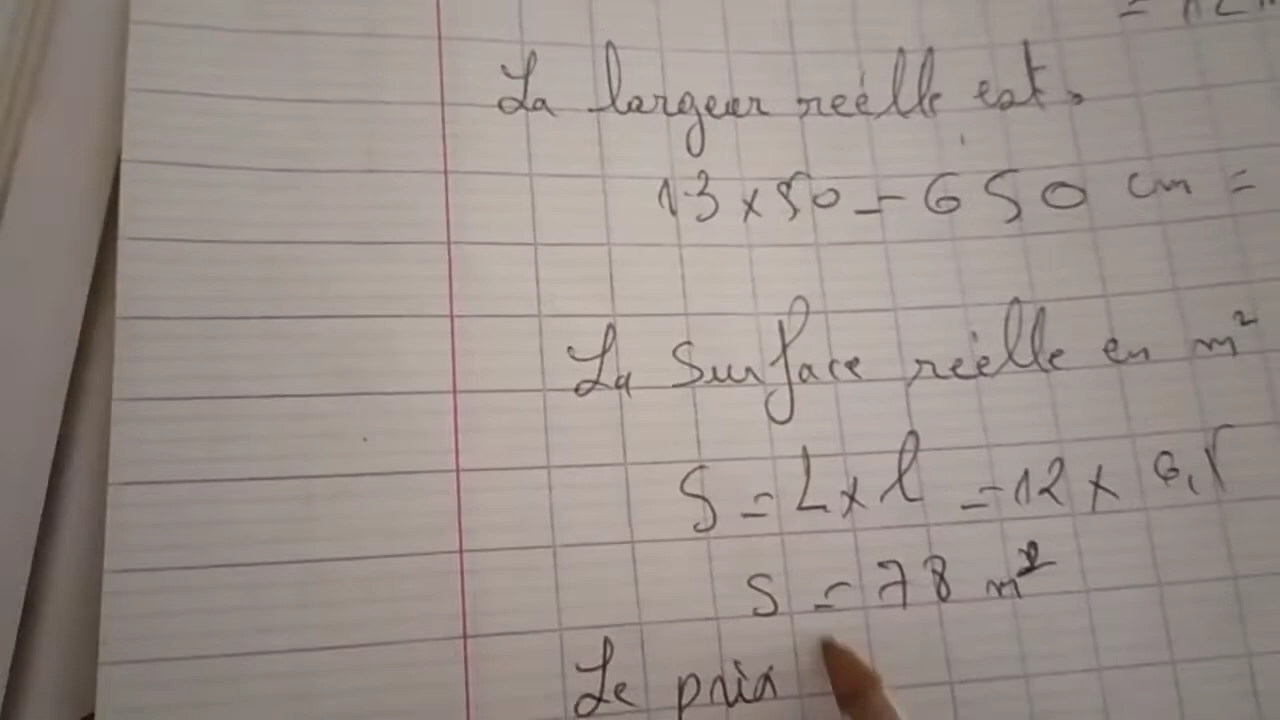 = 12
La largeur réelle est.
13 x 50 = 650 cm =
La Surface réelle en m²
S = L x l = 12 x 6,5
S = 78 m²
Le prix